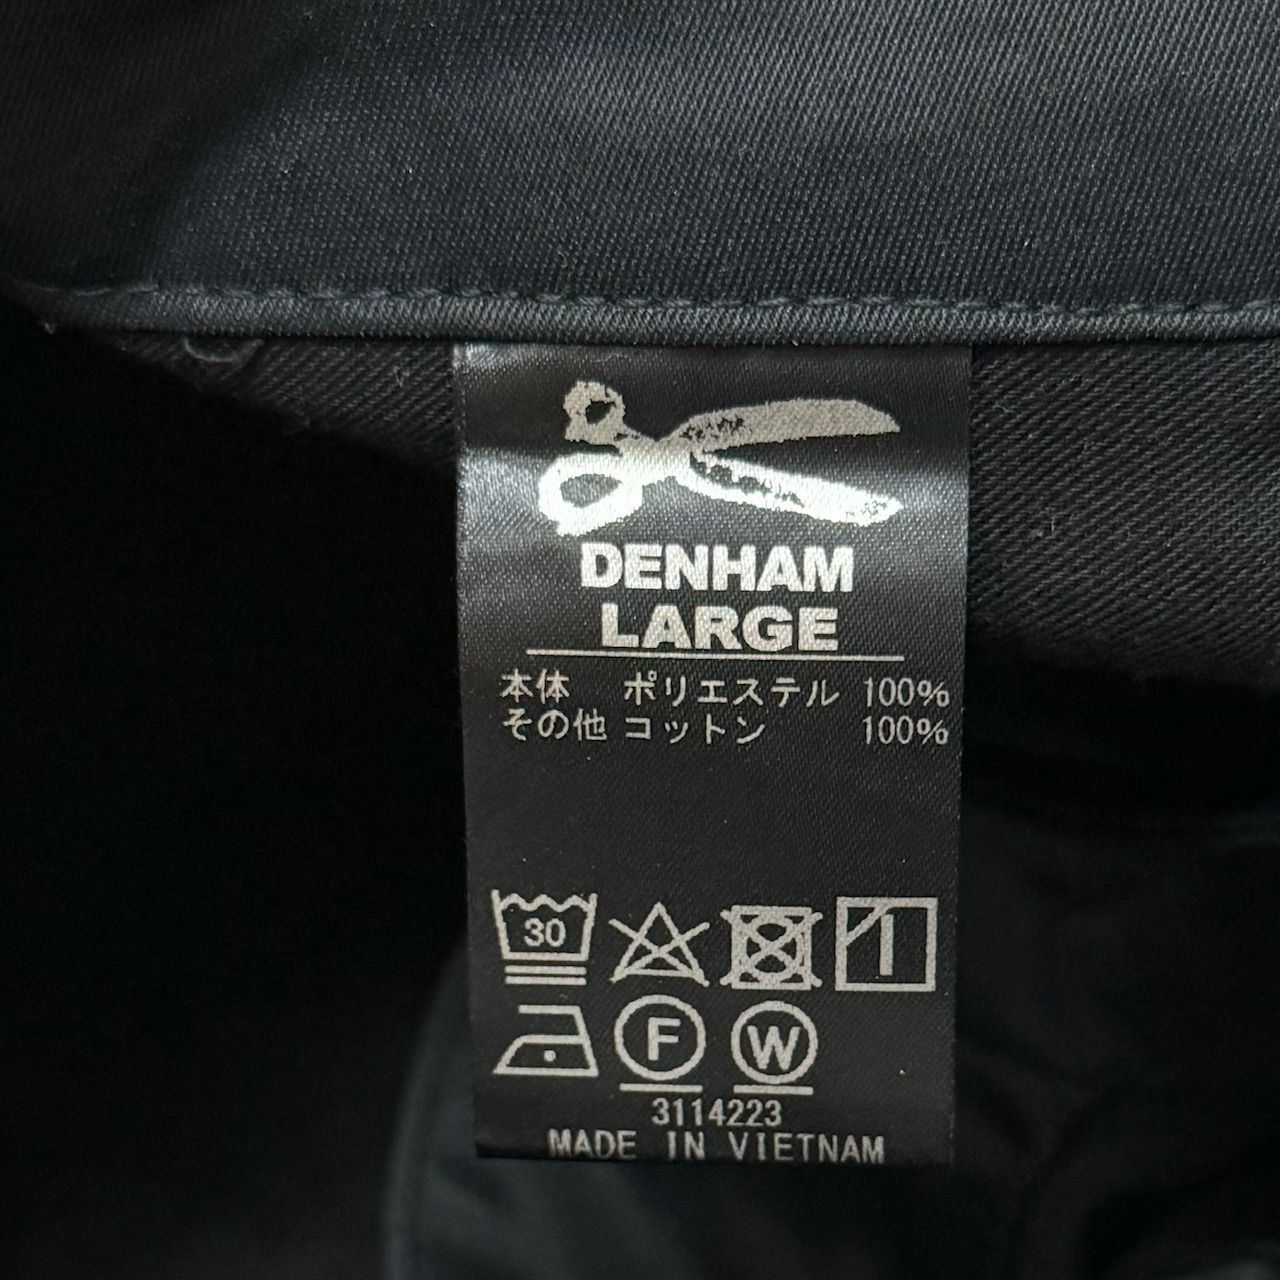 DENHAM
LARGE
本体 ポリエステル 100%
その他 コットン 100%
30
F W
3114223
MADE IN VIETNAM